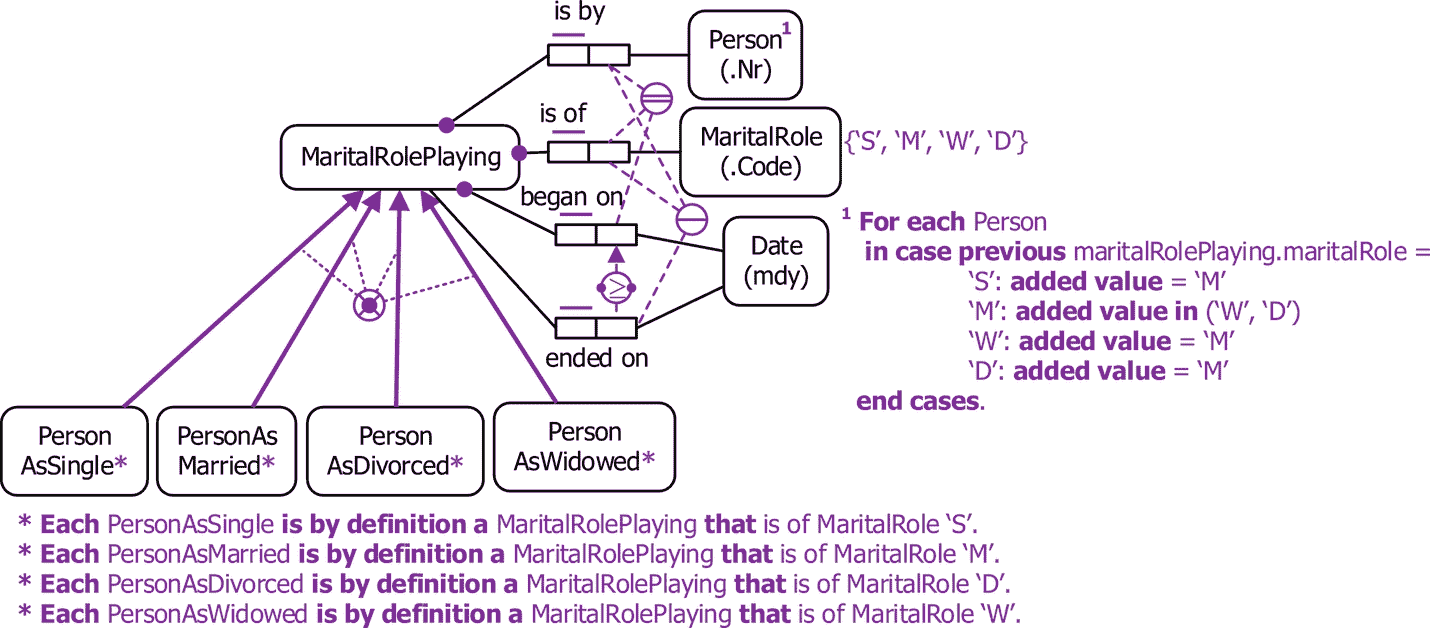 is by
Person1
(.Nr)
is of
MaritalRolePlaying
MaritalRole
(.Code)
{‘S’, ‘M’, ‘W’, ‘D’}
began on
Date
(mdy)
≥
ended on
1 For each Person
in case previous maritalRolePlaying.maritalRole =
‘S’: added value = ‘M’
‘M’: added value in (‘W’, ‘D’)
‘W’: added value = ‘M’
‘D’: added value = ‘M’
end cases.
Person
AsSingle*
PersonAs
Married*
Person
AsDivorced*
Person
AsWidowed*
* Each PersonAsSingle is by definition a MaritalRolePlaying that is of MaritalRole ‘S’.
* Each PersonAsMarried is by definition a MaritalRolePlaying that is of MaritalRole ‘M’.
* Each PersonAsDivorced is by definition a MaritalRolePlaying that is of MaritalRole ‘D’.
* Each PersonAsWidowed is by definition a MaritalRolePlaying that is of MaritalRole ‘W’.